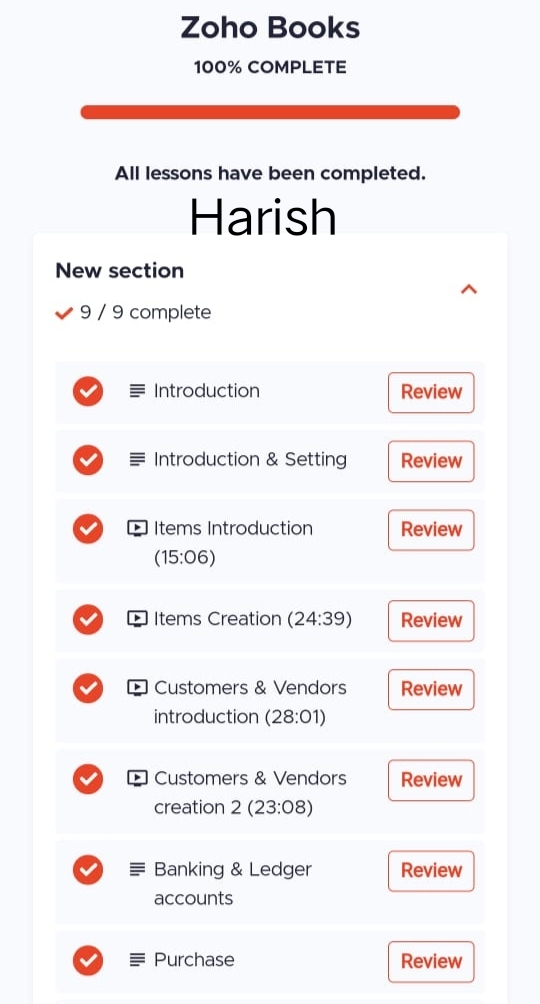 Zoho Books
100% COMPLETE
All lessons have been completed.
Harish
New section
9 / 9 complete
Introduction
Review
Introduction & Setting
Review
Items Introduction
(15:06)
Review
Items Creation (24:39)
Review
Customers & Vendors
introduction (28:01)
Review
Customers & Vendors
creation 2 (23:08)
Review
Banking & Ledger
accounts
Review
Purchase
Review